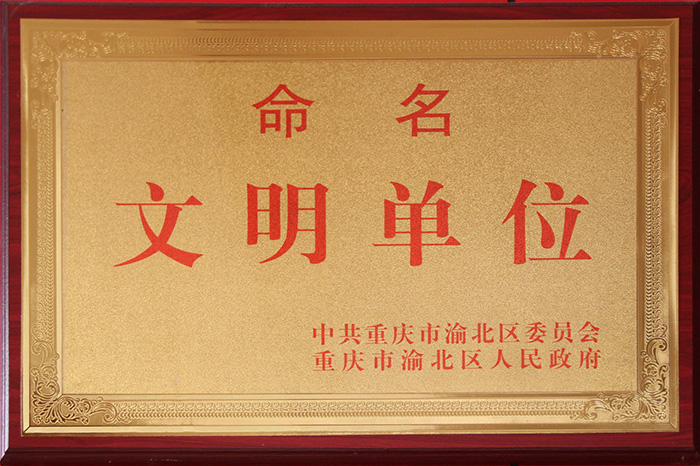 命名
文明单位
中共重庆市渝北区委员会
重庆市渝北区人民政府